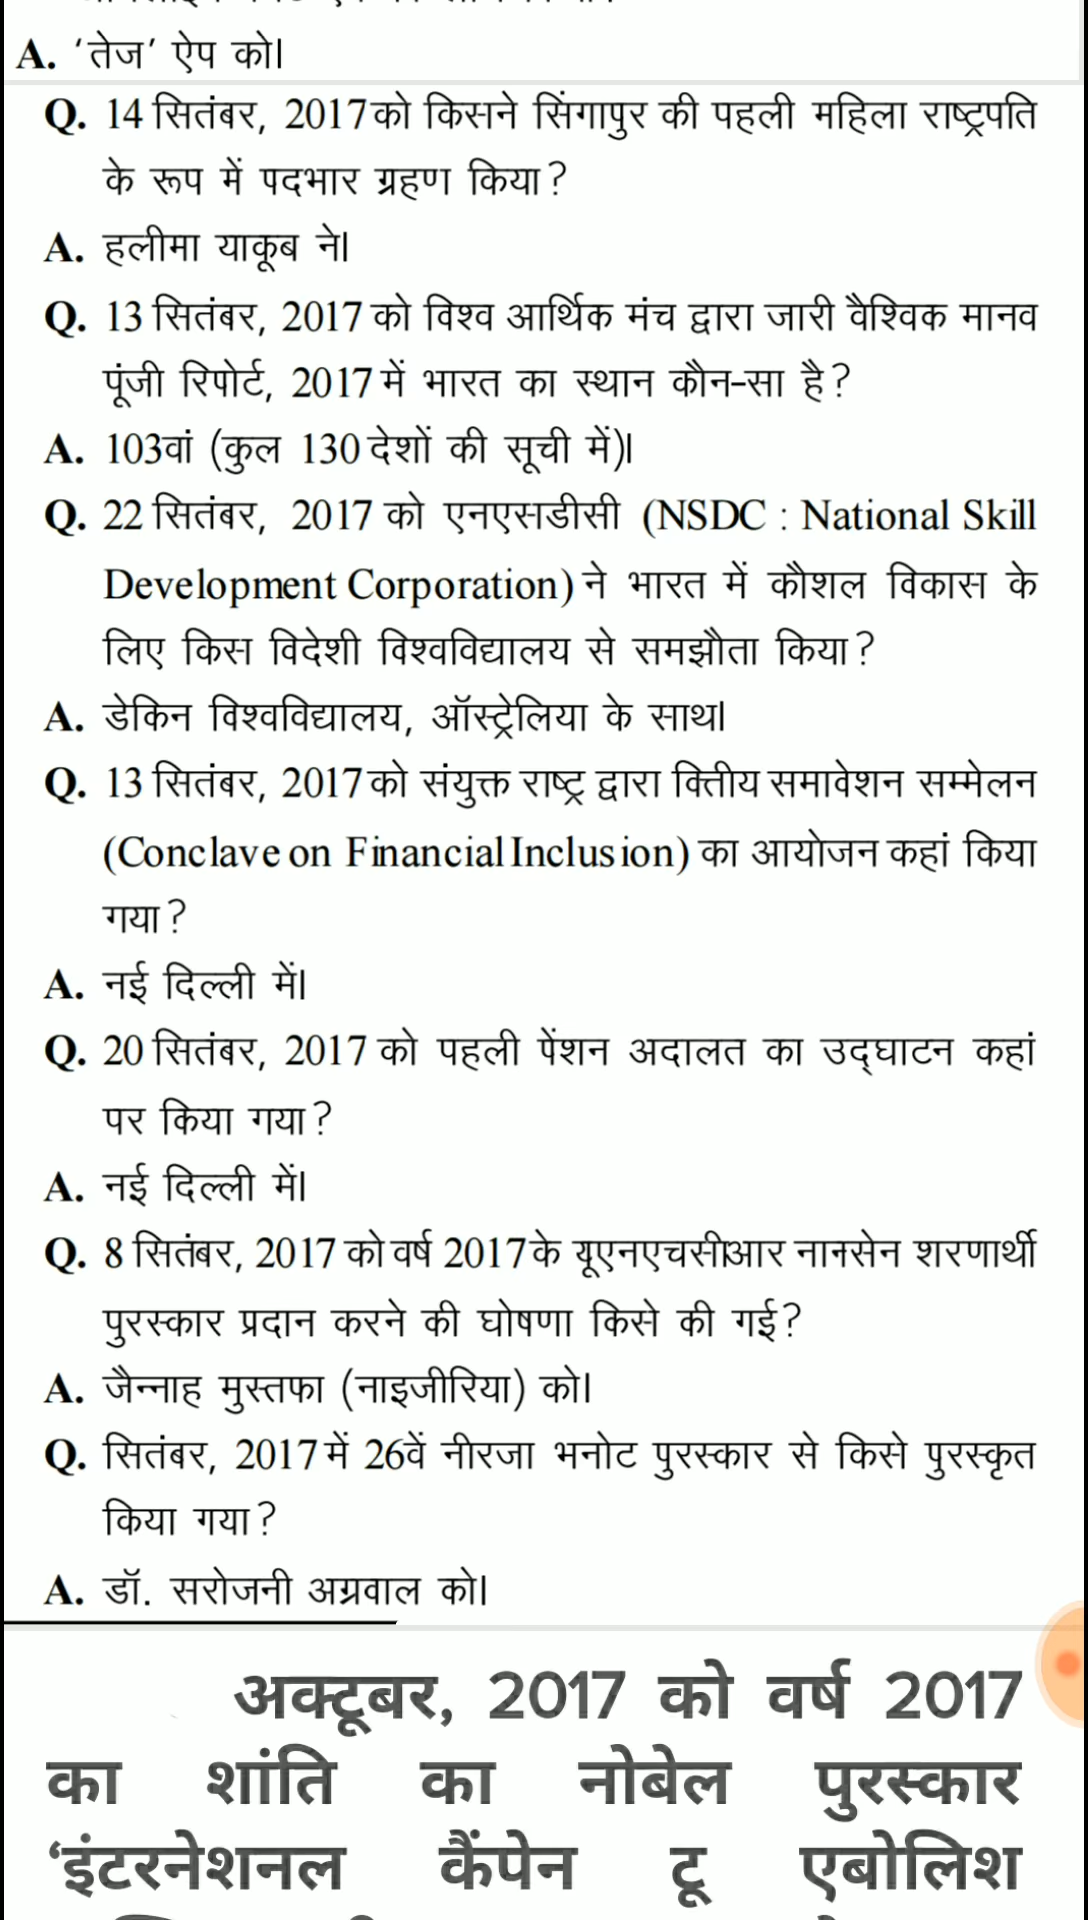 A. ‘तेज’ ऐप को।
Q. 14 सितंबर, 2017 को किसने सिंगापुर की पहली महिला राष्ट्रपति
के रूप में पदभार ग्रहण किया?
A. हलीमा याकूब ने।
Q. 13 सितंबर, 2017 को विश्व आर्थिक मंच द्वारा जारी वैश्विक मानव
पूंजी रिपोर्ट, 2017 में भारत का स्थान कौन-सा है?
A. 103वां (कुल 130 देशों की सूची में)।
Q. 22 सितंबर, 2017 को एनएसडीसी (NSDC : National Skill
Development Corporation) ने भारत में कौशल विकास के
लिए किस विदेशी विश्वविद्यालय से समझौता किया?
A. डेकिन विश्वविद्यालय, ऑस्ट्रेलिया के साथ।
Q. 13 सितंबर, 2017 को संयुक्त राष्ट्र द्वारा वित्तीय समावेशन सम्मेलन
(Conclave on Financial Inclusion) का आयोजन कहां किया
गया?
A. नई दिल्ली में।
Q. 20 सितंबर, 2017 को पहली पेंशन अदालत का उद्घाटन कहां
पर किया गया?
A. नई दिल्ली में।
Q. 8 सितंबर, 2017 को वर्ष 2017 के यूएनएचसीआर नानसेन शरणार्थी
पुरस्कार प्रदान करने की घोषणा किसे की गई?
A. जैन्नाह मुस्तफा (नाइजीरिया) को।
Q. सितंबर, 2017 में 26वें नीरजा भनोट पुरस्कार से किसे पुरस्कृत
किया गया?
A. डॉ. सरोजनी अग्रवाल को।
अक्टूबर, 2017 को वर्ष 2017
का शांति का नोबेल पुरस्कार
‘इंटरनेशनल कैंपेन टू एबोलिश